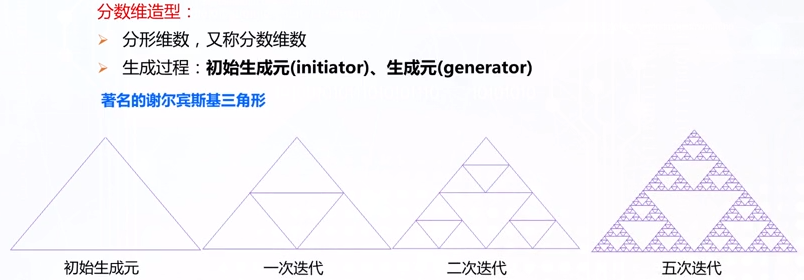 分数维造型：
分形维数，又称分数维数
生成过程：初始生成元(initiator)、生成元(generator)
著名的谢尔宾斯基三角形
初始生成元
一次迭代
二次迭代
五次迭代